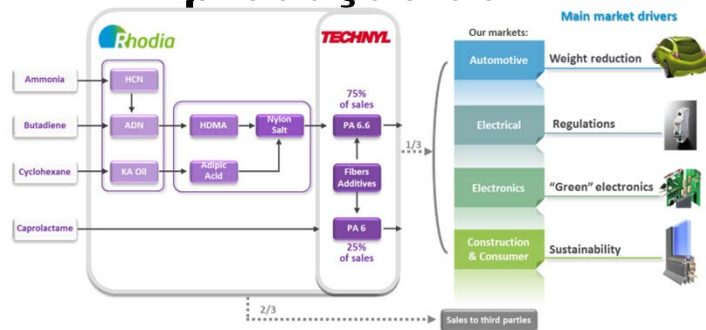 Main market drivers
Rhodia
TECHNYL
Our markets:
Ammonia
HCN
Butadiene
ADN
HDMA
Nylon
Salt
Cyclohexane
KA Oil
Adipic
Acid
Caprolactame
75%
of sales
PA 6.6
Fibers
Additives
PA 6
25%
of sales
1/3
Automotive
Weight reduction
Electrical
Regulations
Electronics
"Green" electronics
Construction
& Consumer
Sustainability
2/3
Sales to third parties